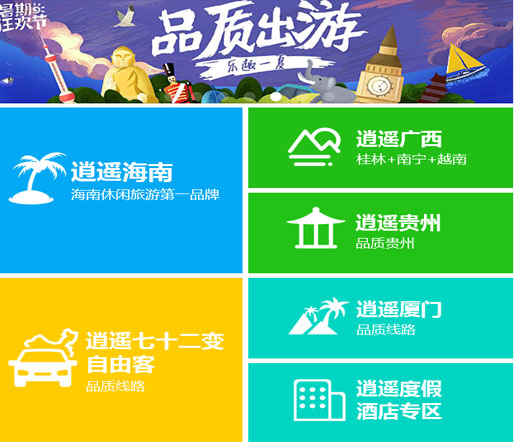 暑期
狂欢节
品质出游
乐趣一夏
逍遥海南
海南休闲旅游第一品牌
逍遥广西
桂林+南宁+越南
逍遥贵州
品质贵州
逍遥七十二变
自由客
品质线路
逍遥厦门
品质线路
逍遥度假
酒店专区